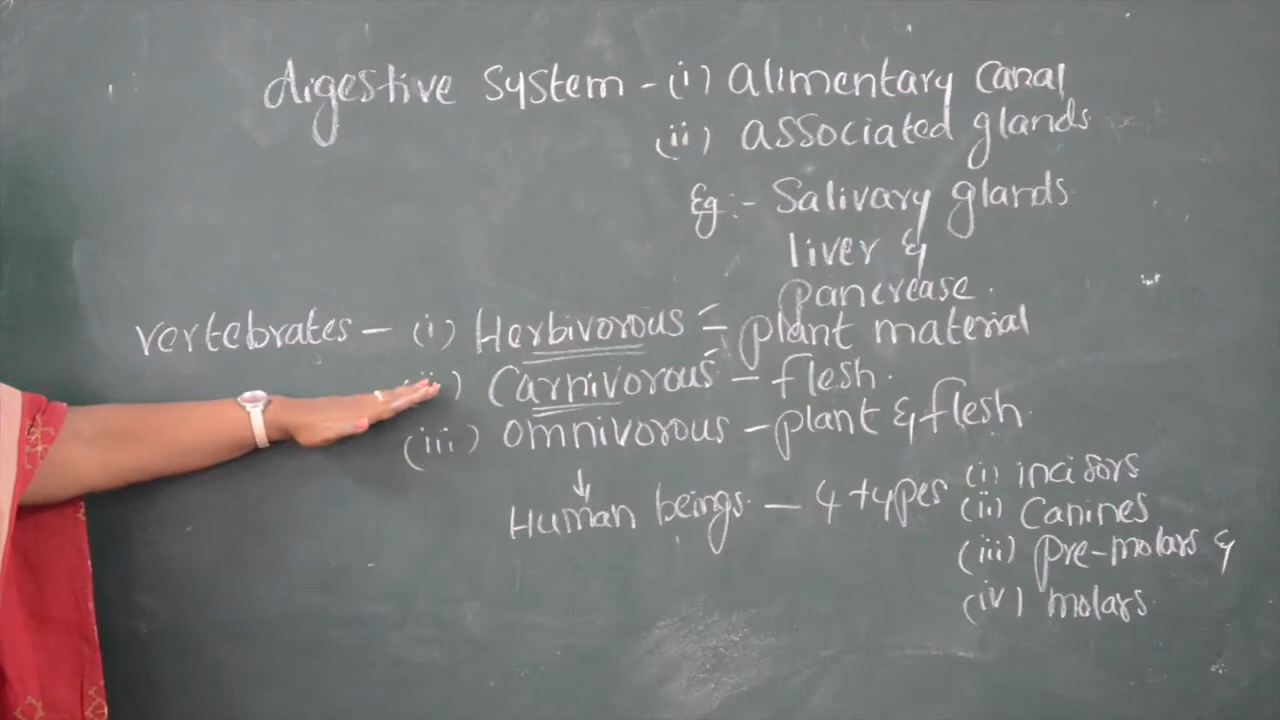 digestive system - (i) alimentary canal
(ii) associated glands
Eg:- Salivary glands
liver &
pancrease.
vertebrates - (i) Herbivorous - plant material
(ii) Carnivorous - flesh.
(iii) omnivorous - plant & flesh.
↓
Human beings - 4 types (i) incisors
(ii) Canines
(iii) pre-molars &
(iv) molars.